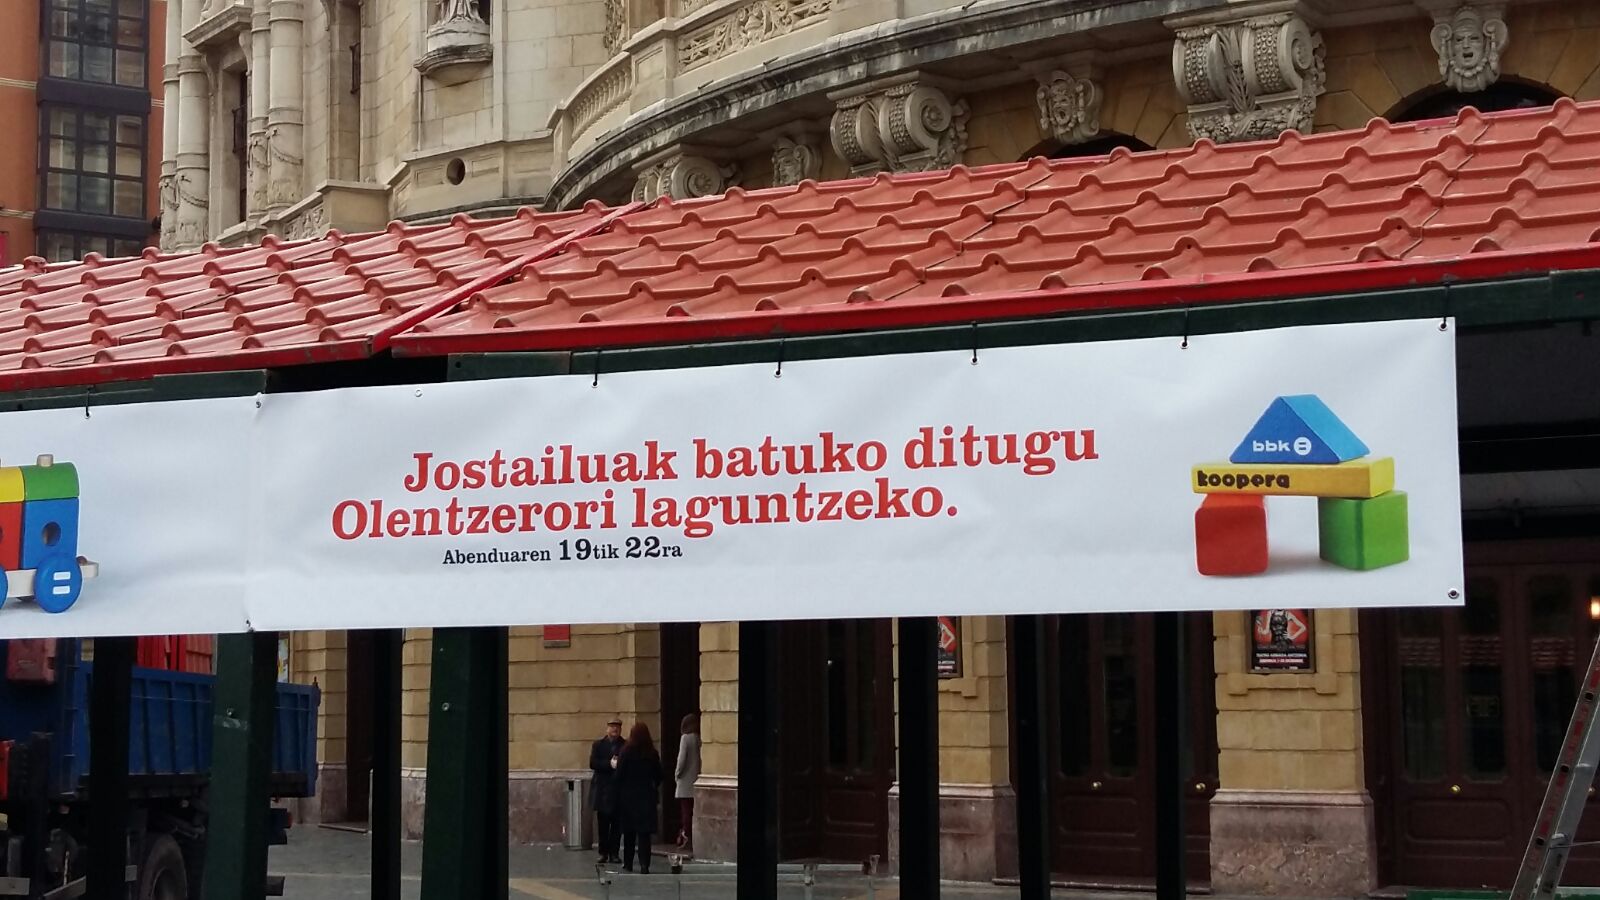 Jostailuak batuko ditugu
Olentzerori laguntzeko.
Abenduaren 19tik 22ra
bbk
koopera